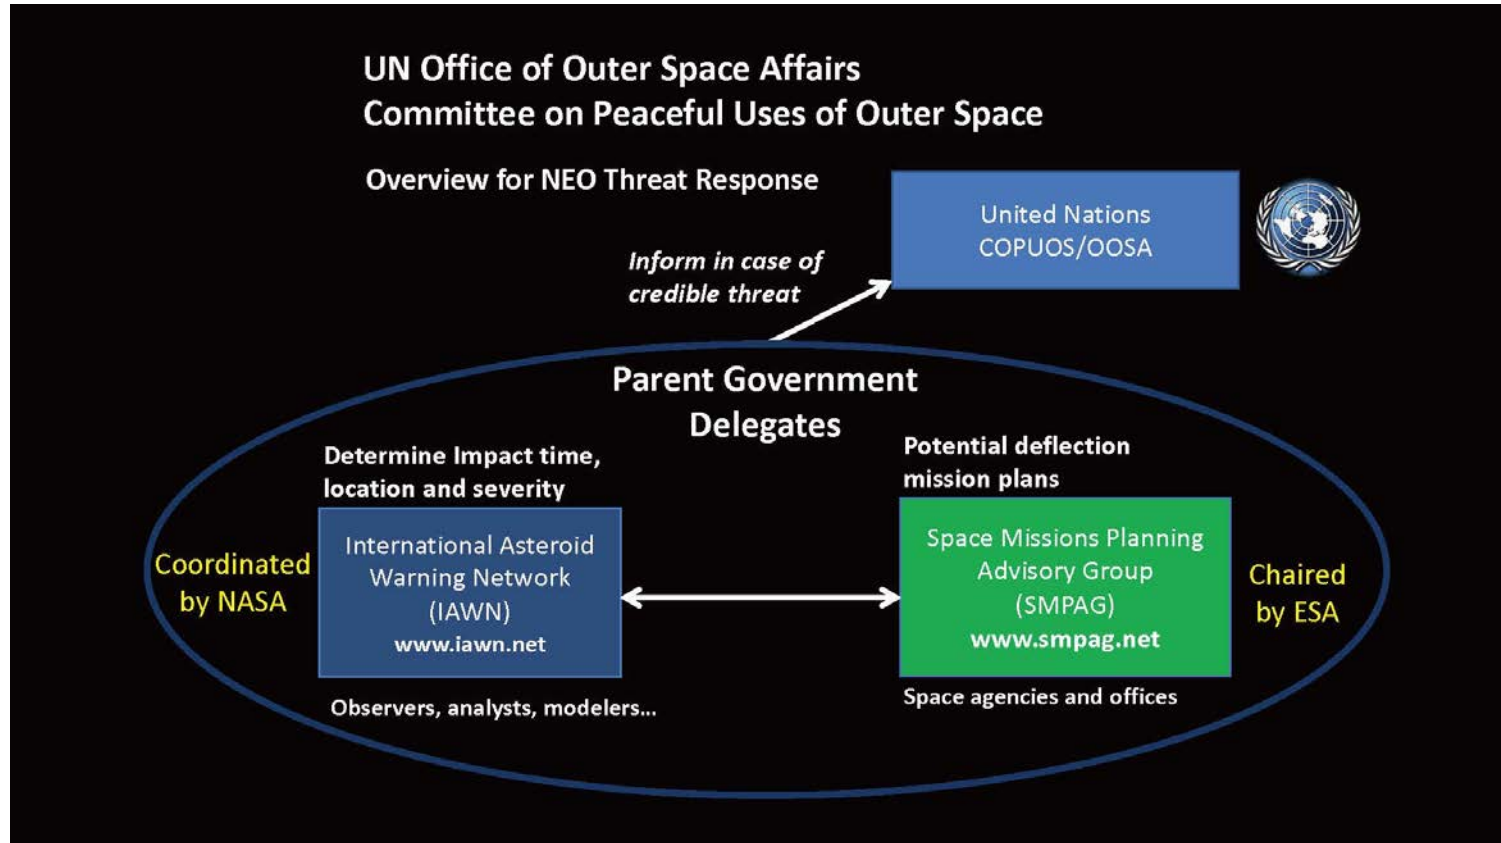 UN Office of Outer Space Affairs
Committee on Peaceful Uses of Outer Space
Overview for NEO Threat Response
United Nations
COPUOS/OOSA
Inform in case of
credible threat
Parent Government
Delegates
Determine Impact time,
location and severity
Potential deflection
mission plans
Coordinated
by NASA
International Asteroid
Warning Network
(IAWN)
www.iawn.net
Space Missions Planning
Advisory Group
(SMPAG)
www.smpag.net
Chaired
by ESA
Observers, analysts, modelers...
Space agencies and offices